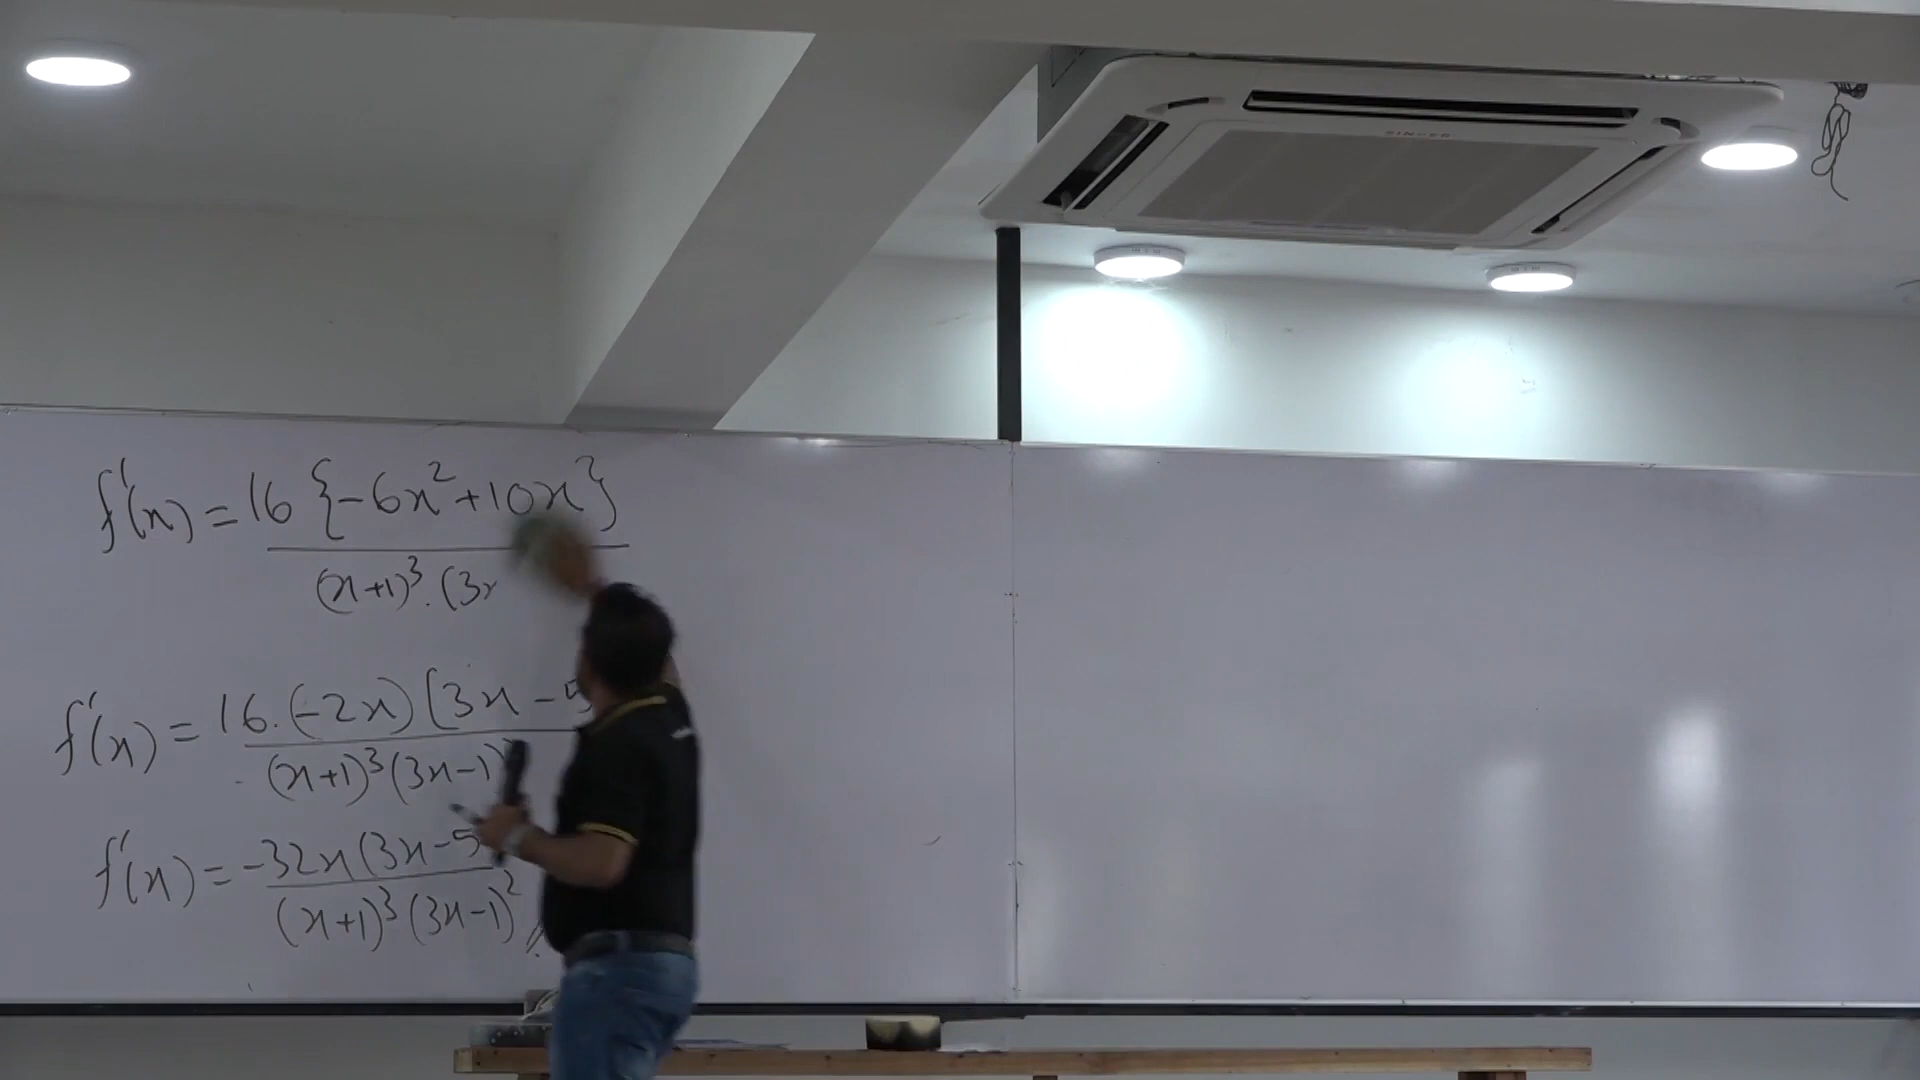 f'(x) = 16 {-6x² + 10x}
(x+1)³ . (3x
f'(x) = 16.(-2x) (3x - 5
(x+1)³ (3x-1)
f'(x) = -32x (3x-5
(x+1)³ (3x-1)²
SINGER